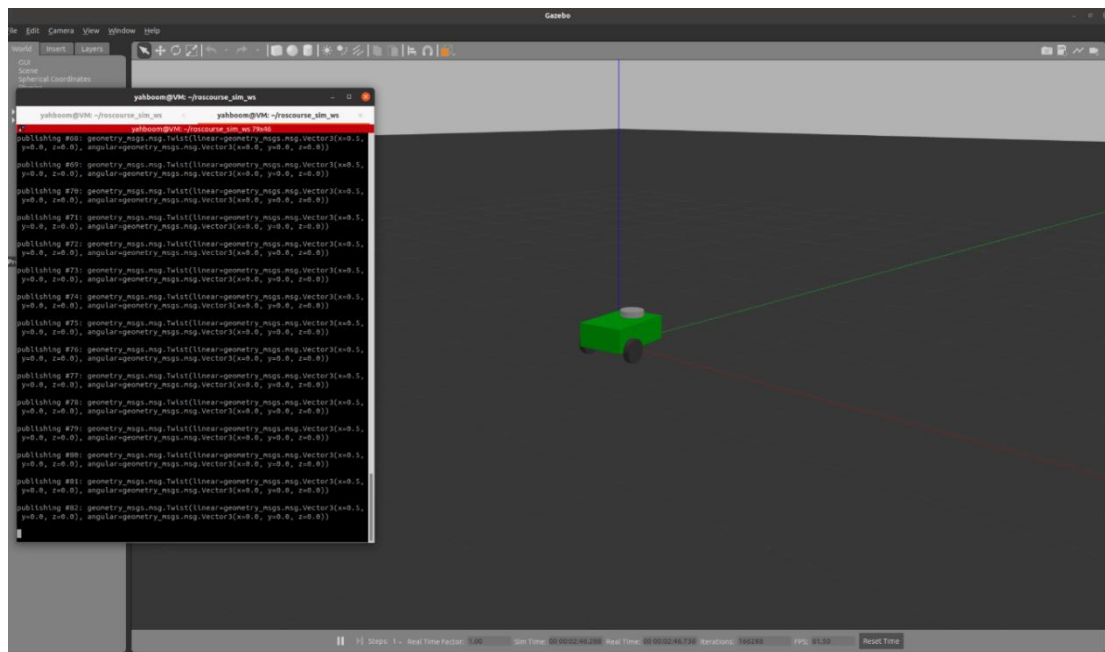 Gazebo
File Edit Camera View Window Help
World Insert Layers
GUI
Scene
Spherical Coordinates
yahboom@VM: ~/roscourse_sim_ws
yahboom@VM: ~/roscourse_sim_ws yahboom@VM: ~/roscourse_sim_ws
yahboom@VM: ~/roscourse_sim_ws 79x46
publishing #68: geometry_msgs.msg.Twist(linear=geometry_msgs.msg.Vector3(x=0.5,
y=0.0, z=0.0), angular=geometry_msgs.msg.Vector3(x=0.0, y=0.0, z=0.0))
publishing #69: geometry_msgs.msg.Twist(linear=geometry_msgs.msg.Vector3(x=0.5,
y=0.0, z=0.0), angular=geometry_msgs.msg.Vector3(x=0.0, y=0.0, z=0.0))
publishing #70: geometry_msgs.msg.Twist(linear=geometry_msgs.msg.Vector3(x=0.5,
y=0.0, z=0.0), angular=geometry_msgs.msg.Vector3(x=0.0, y=0.0, z=0.0))
publishing #71: geometry_msgs.msg.Twist(linear=geometry_msgs.msg.Vector3(x=0.5,
y=0.0, z=0.0), angular=geometry_msgs.msg.Vector3(x=0.0, y=0.0, z=0.0))
publishing #72: geometry_msgs.msg.Twist(linear=geometry_msgs.msg.Vector3(x=0.5,
y=0.0, z=0.0), angular=geometry_msgs.msg.Vector3(x=0.0, y=0.0, z=0.0))
publishing #73: geometry_msgs.msg.Twist(linear=geometry_msgs.msg.Vector3(x=0.5,
y=0.0, z=0.0), angular=geometry_msgs.msg.Vector3(x=0.0, y=0.0, z=0.0))
publishing #74: geometry_msgs.msg.Twist(linear=geometry_msgs.msg.Vector3(x=0.5,
y=0.0, z=0.0), angular=geometry_msgs.msg.Vector3(x=0.0, y=0.0, z=0.0))
publishing #75: geometry_msgs.msg.Twist(linear=geometry_msgs.msg.Vector3(x=0.5,
y=0.0, z=0.0), angular=geometry_msgs.msg.Vector3(x=0.0, y=0.0, z=0.0))
publishing #76: geometry_msgs.msg.Twist(linear=geometry_msgs.msg.Vector3(x=0.5,
y=0.0, z=0.0), angular=geometry_msgs.msg.Vector3(x=0.0, y=0.0, z=0.0))
publishing #77: geometry_msgs.msg.Twist(linear=geometry_msgs.msg.Vector3(x=0.5,
y=0.0, z=0.0), angular=geometry_msgs.msg.Vector3(x=0.0, y=0.0, z=0.0))
publishing #78: geometry_msgs.msg.Twist(linear=geometry_msgs.msg.Vector3(x=0.5,
y=0.0, z=0.0), angular=geometry_msgs.msg.Vector3(x=0.0, y=0.0, z=0.0))
publishing #79: geometry_msgs.msg.Twist(linear=geometry_msgs.msg.Vector3(x=0.5,
y=0.0, z=0.0), angular=geometry_msgs.msg.Vector3(x=0.0, y=0.0, z=0.0))
publishing #80: geometry_msgs.msg.Twist(linear=geometry_msgs.msg.Vector3(x=0.5,
y=0.0, z=0.0), angular=geometry_msgs.msg.Vector3(x=0.0, y=0.0, z=0.0))
publishing #81: geometry_msgs.msg.Twist(linear=geometry_msgs.msg.Vector3(x=0.5,
y=0.0, z=0.0), angular=geometry_msgs.msg.Vector3(x=0.0, y=0.0, z=0.0))
publishing #82: geometry_msgs.msg.Twist(linear=geometry_msgs.msg.Vector3(x=0.5,
y=0.0, z=0.0), angular=geometry_msgs.msg.Vector3(x=0.0, y=0.0, z=0.0))
Steps: 1 Real Time Factor: 1.00 Sim Time: 00 00:02:46.288 Real Time: 00 00:02:46.738 Iterations: 166288 FPS: 61.50 Reset Time